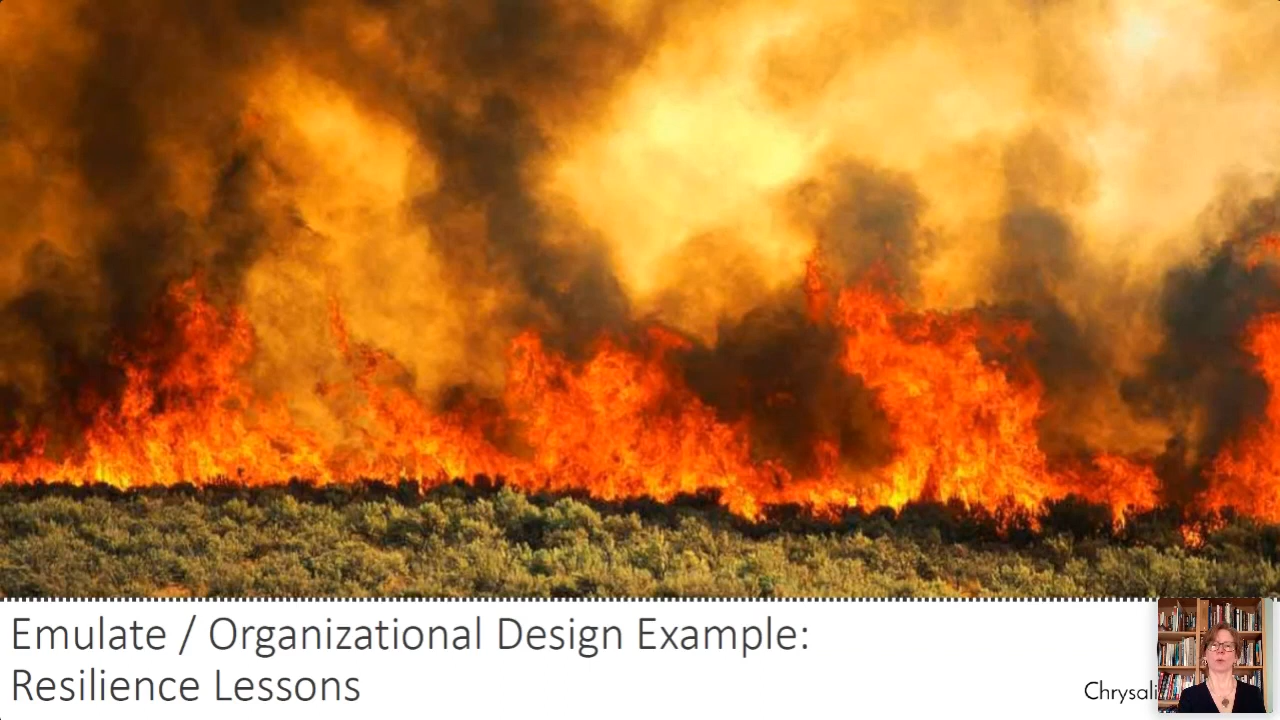 Emulate / Organizational Design Example:
Resilience Lessons
Chrysali